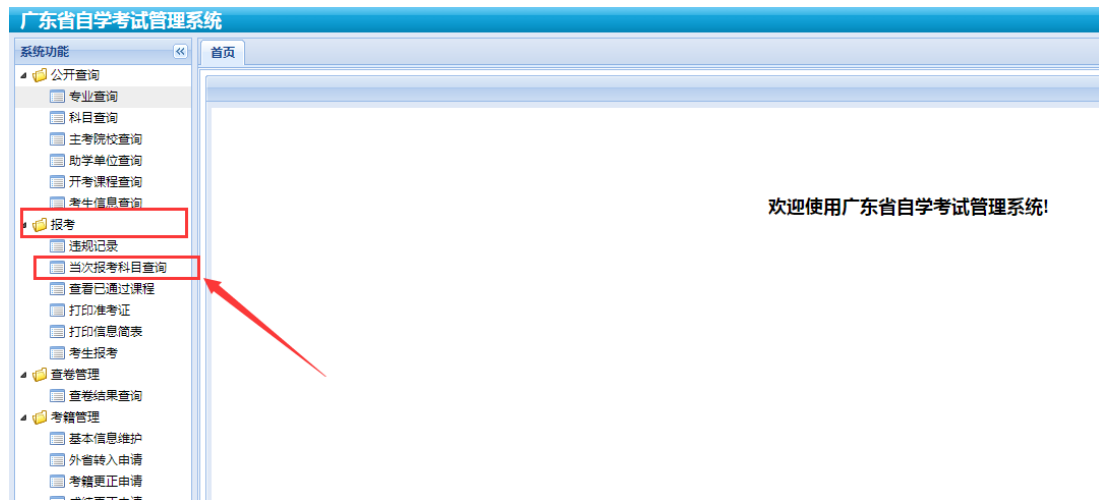 广东省自学考试管理系统
系统功能
首页
公开查询
专业查询
科目查询
主考院校查询
助学单位查询
开考课程查询
考生信息查询
欢迎使用广东省自学考试管理系统!
报考
违规记录
当次报考科目查询
查看已通过课程
打印准考证
打印信息简表
考生报考
查卷管理
查卷结果查询
考籍管理
基本信息维护
外省转入申请
考籍更正申请